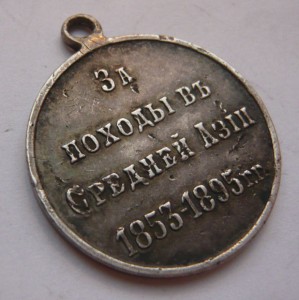 За
походы въ
Средней Азіи
1853-1895 гг.